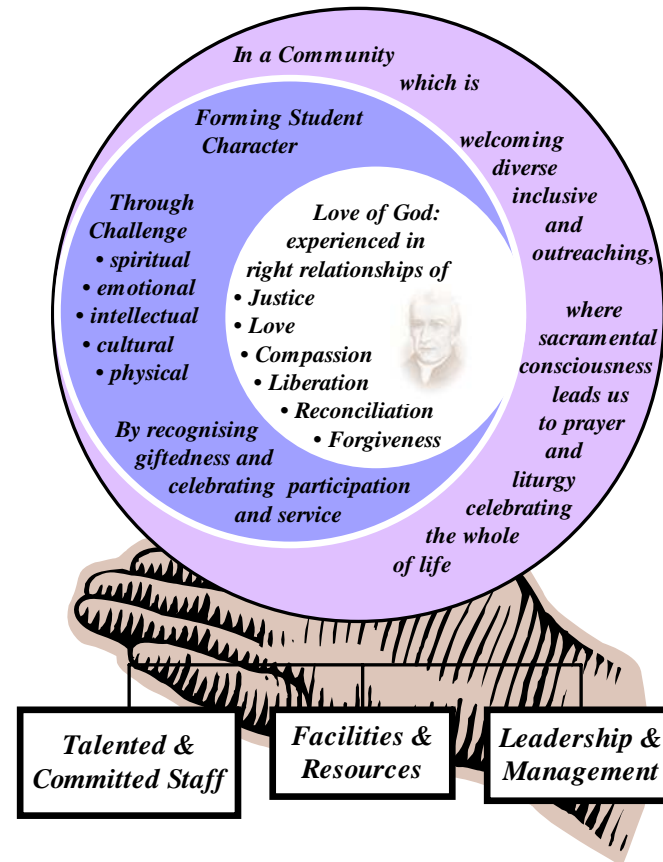 In a Community
which is
welcoming
diverse
inclusive
and
outreaching,
where
sacramental
consciousness
leads us
to prayer
and
liturgy
celebrating
the whole
of life
Forming Student
Character
Through
Challenge
• spiritual
• emotional
• intellectual
• cultural
• physical
By recognising
giftedness and
celebrating participation
and service
Love of God:
experienced in
right relationships of
• Justice
• Love
• Compassion
• Liberation
• Reconciliation
• Forgiveness
Talented &
Committed Staff
Facilities &
Resources
Leadership &
Management